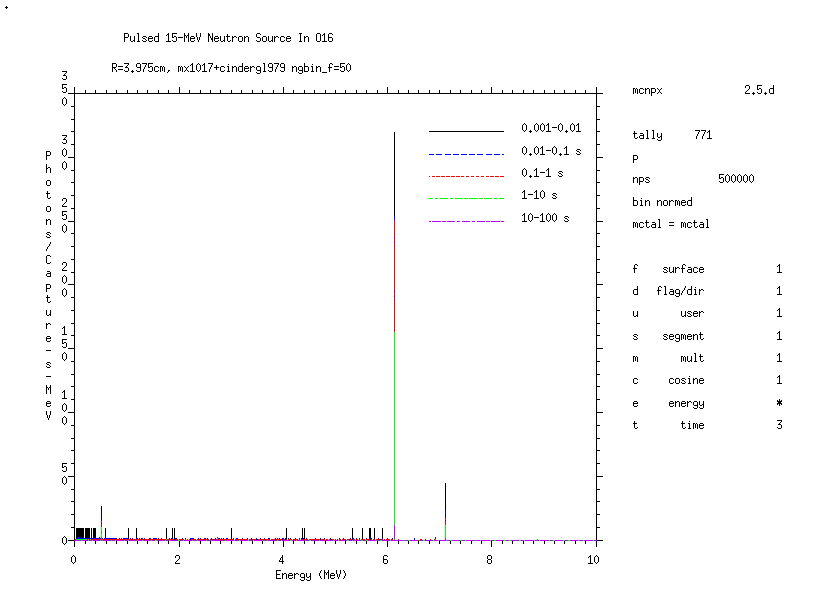 Pulsed 15-MeV Neutron Source In O16
R=3.975cm, mx1017+cindergl979 ngbin_f=50
350
300
250
200
150
100
50
0
Photons/Capture-s-MeV
0 2 4 6 8 10
Energy (MeV)
0.001-0.01
0.01-0.1 s
0.1-1 s
1-10 s
10-100 s
mcnpx 2.5.d
tally 771
p
nps 500000
bin normed
mctal = mctal
f surface 1
d flag/dir 1
u user 1
s segment 1
m mult 1
c cosine 1
e energy *
t time 3